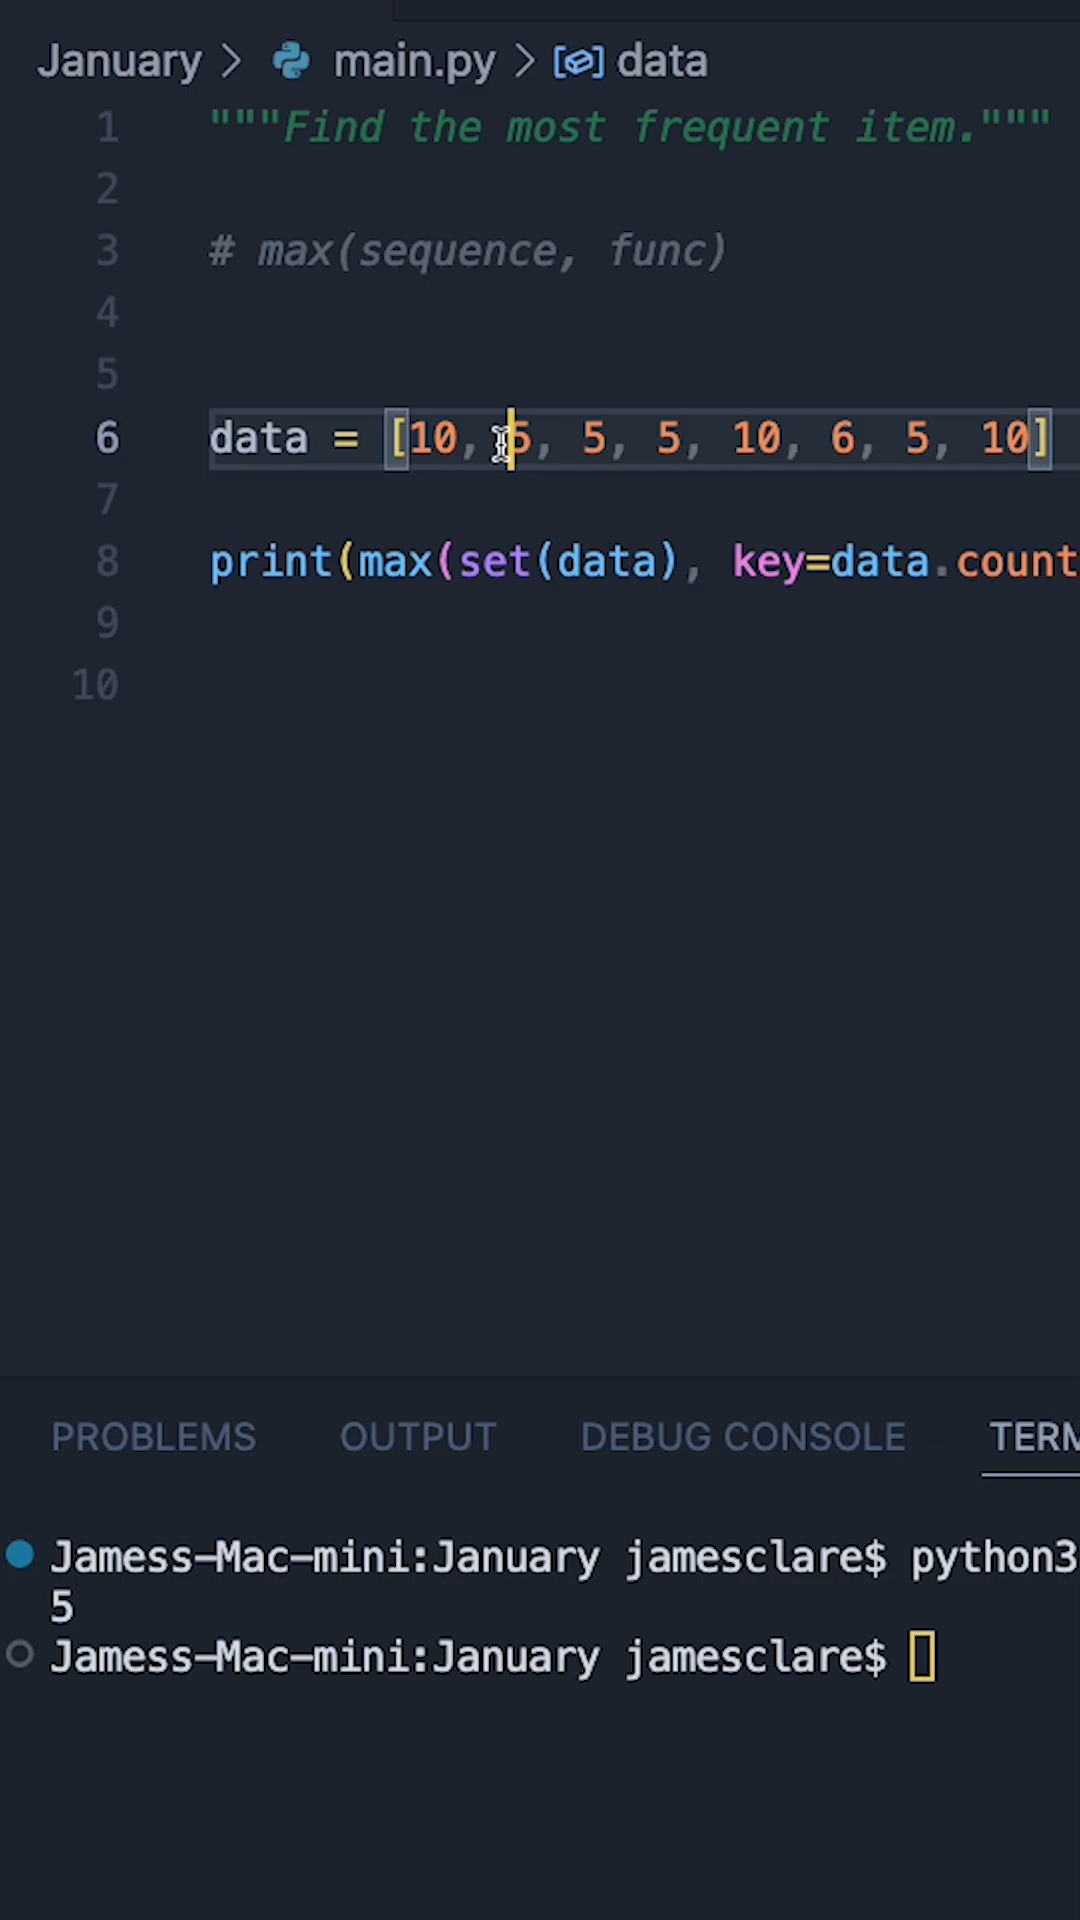 January > main.py > data
1 """Find the most frequent item."""
2
3 # max(sequence, func)
4
5
6 data = [10, 5, 5, 5, 10, 6, 5, 10]
7
8 print(max(set(data), key=data.count
9
10
PROBLEMS OUTPUT DEBUG CONSOLE TERM
Jamess-Mac-mini:January jamesclare$ python3
5
Jamess-Mac-mini:January jamesclare$